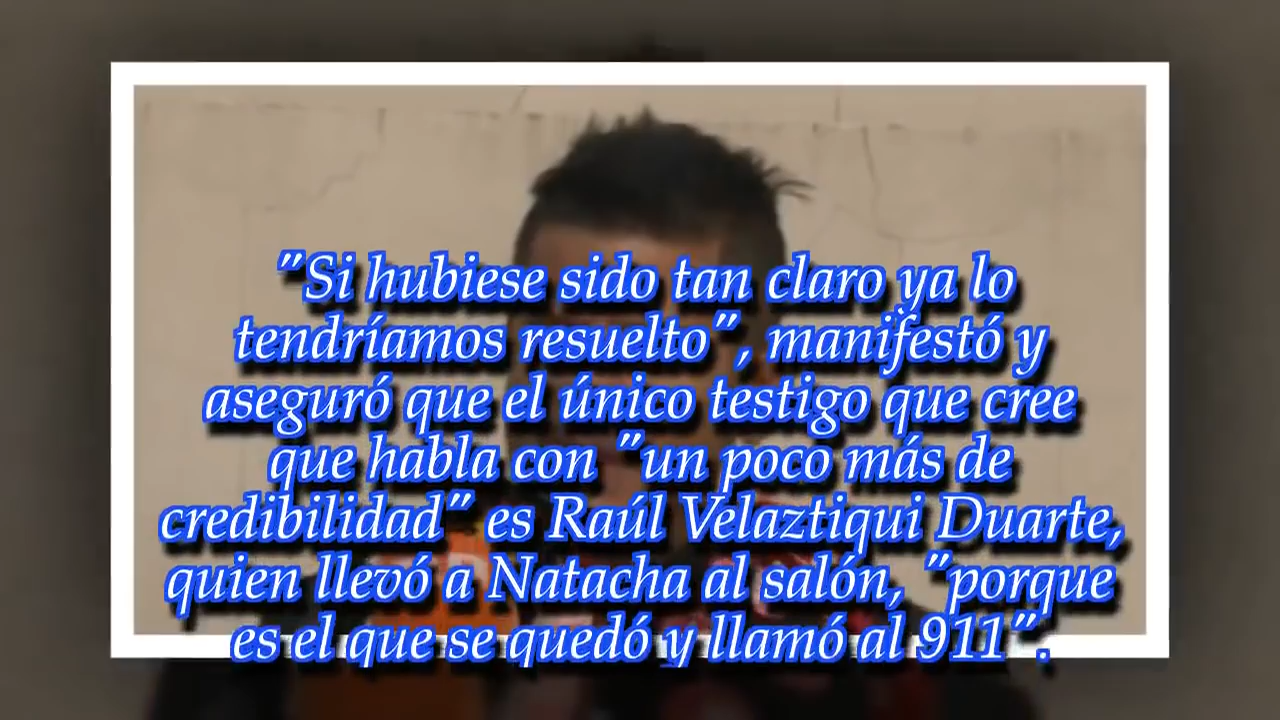 "Si hubiese sido tan claro ya lo
tendríamos resuelto", manifestó y
aseguró que el único testigo que cree
que habla con "un poco más de
credibilidad" es Raúl Velaztiqui Duarte,
quien llevó a Natacha al salón, "porque
es el que se quedó y llamó al 911".